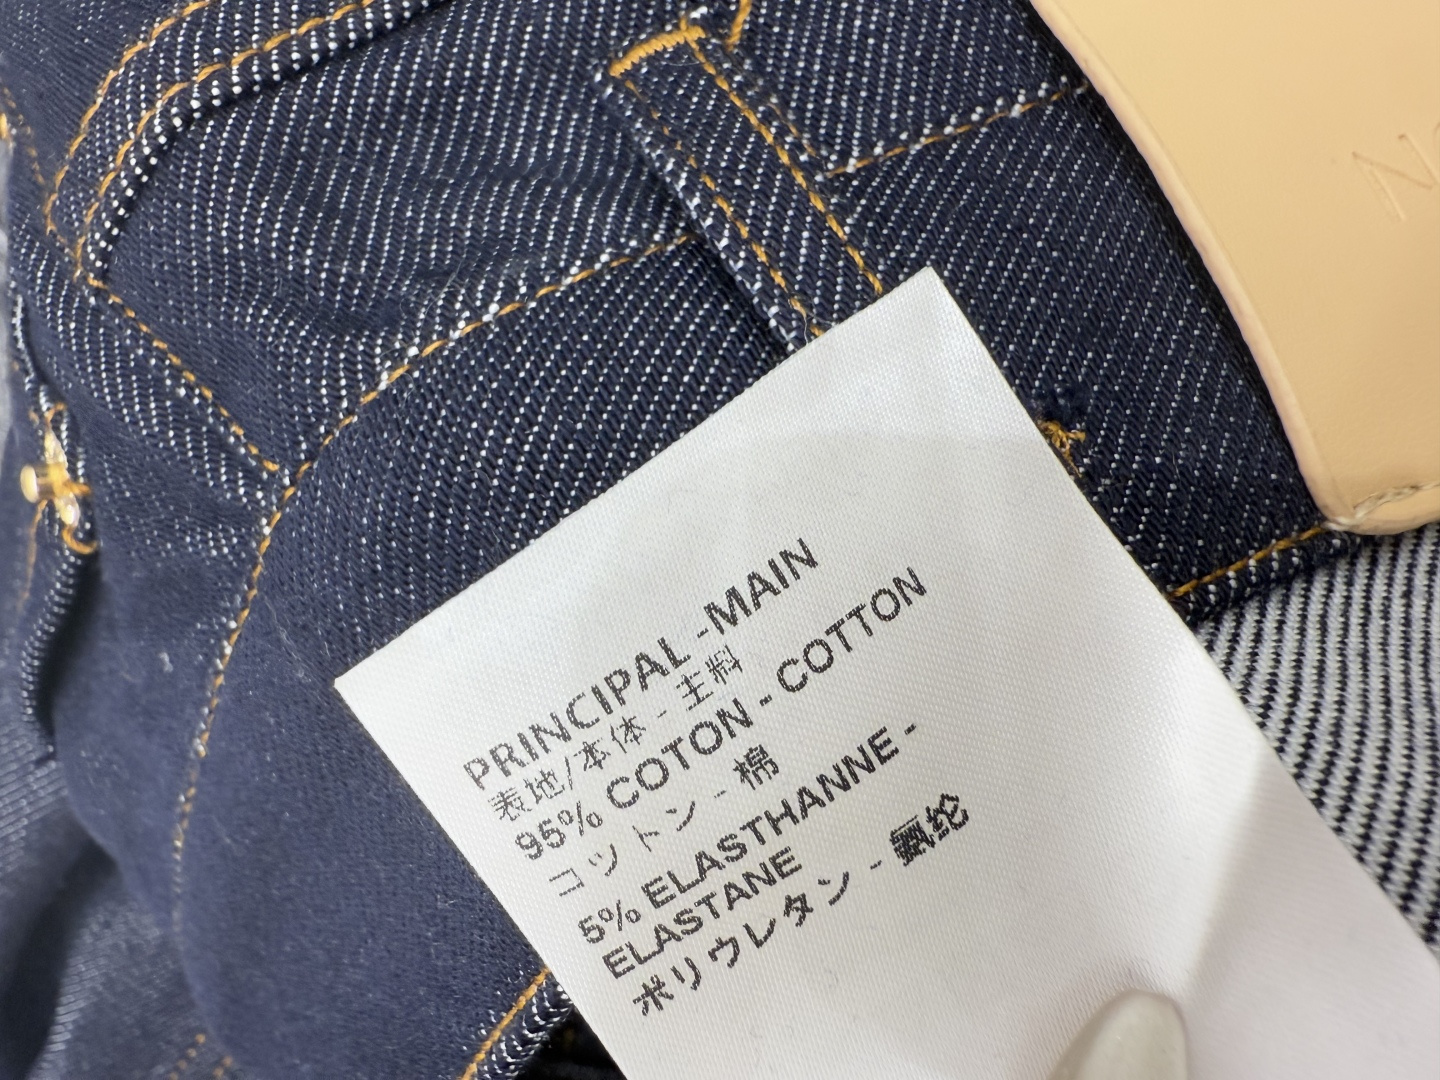 PRINCIPAL-MAIN
表地/本体 - 主料
95% COTON - COTTON
コットン - 棉
5% ELASTHANNE -
ELASTANE
ポリウレタン - 氨纶